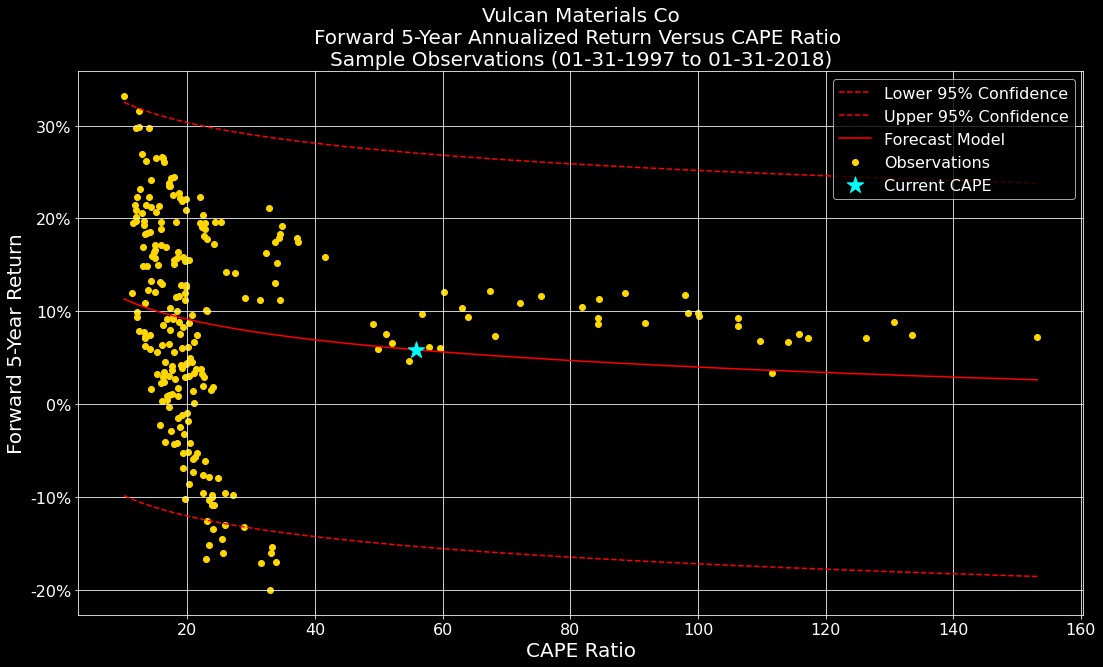 Vulcan Materials Co
Forward 5-Year Annualized Return Versus CAPE Ratio
Sample Observations (01-31-1997 to 01-31-2018)
Lower 95% Confidence
Upper 95% Confidence
Forecast Model
Observations
Current CAPE
Forward 5-Year Return
30%
20%
10%
0%
-10%
-20%
20 40 60 80 100 120 140 160
CAPE Ratio